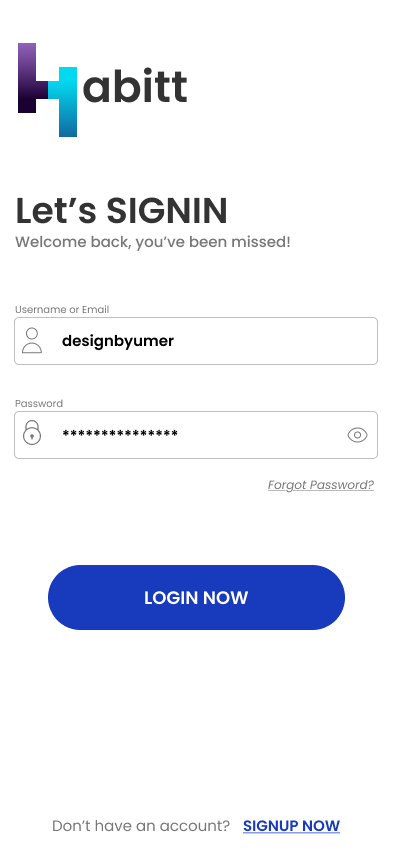 Habitt
Let's SIGNIN
Welcome back, you've been missed!
Username or Email
designbyumer
Password
***************
Forgot Password?
LOGIN NOW
Don't have an account? SIGNUP NOW